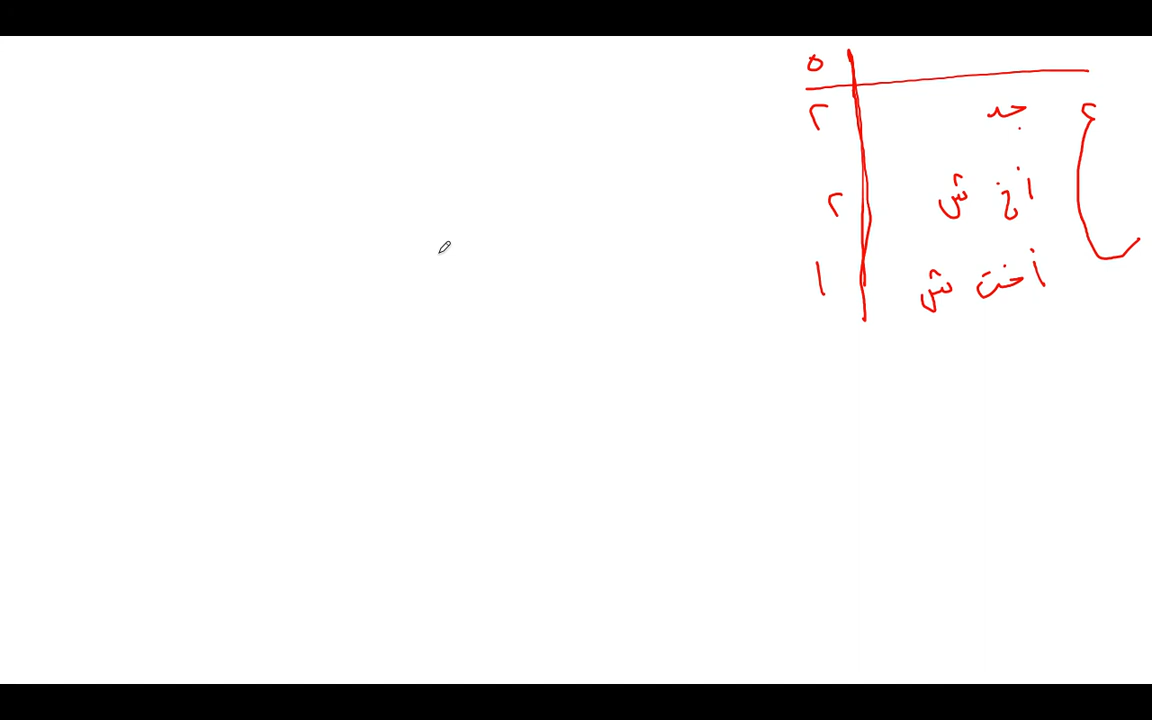 ٥
ع جد ٢
أخ ش ٢
أخت ش ١